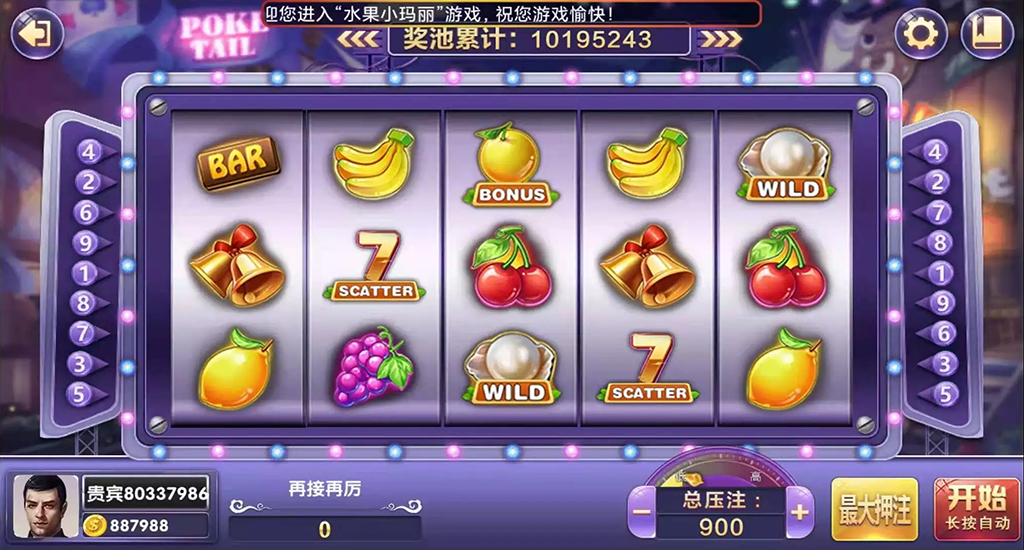 迎您进入“水果小玛丽”游戏,祝您游戏愉快!
POKE
TAIL
奖池累计:10195243
4
2
6
9
1
8
7
3
5
BAR
BONUS
WILD
7
SCATTER
WILD
7
SCATTER
4
2
7
8
1
9
6
3
5
贵宾80337986
887988
再接再厉
0
低 高
总压注:
900
最大押注
开始
长按自动